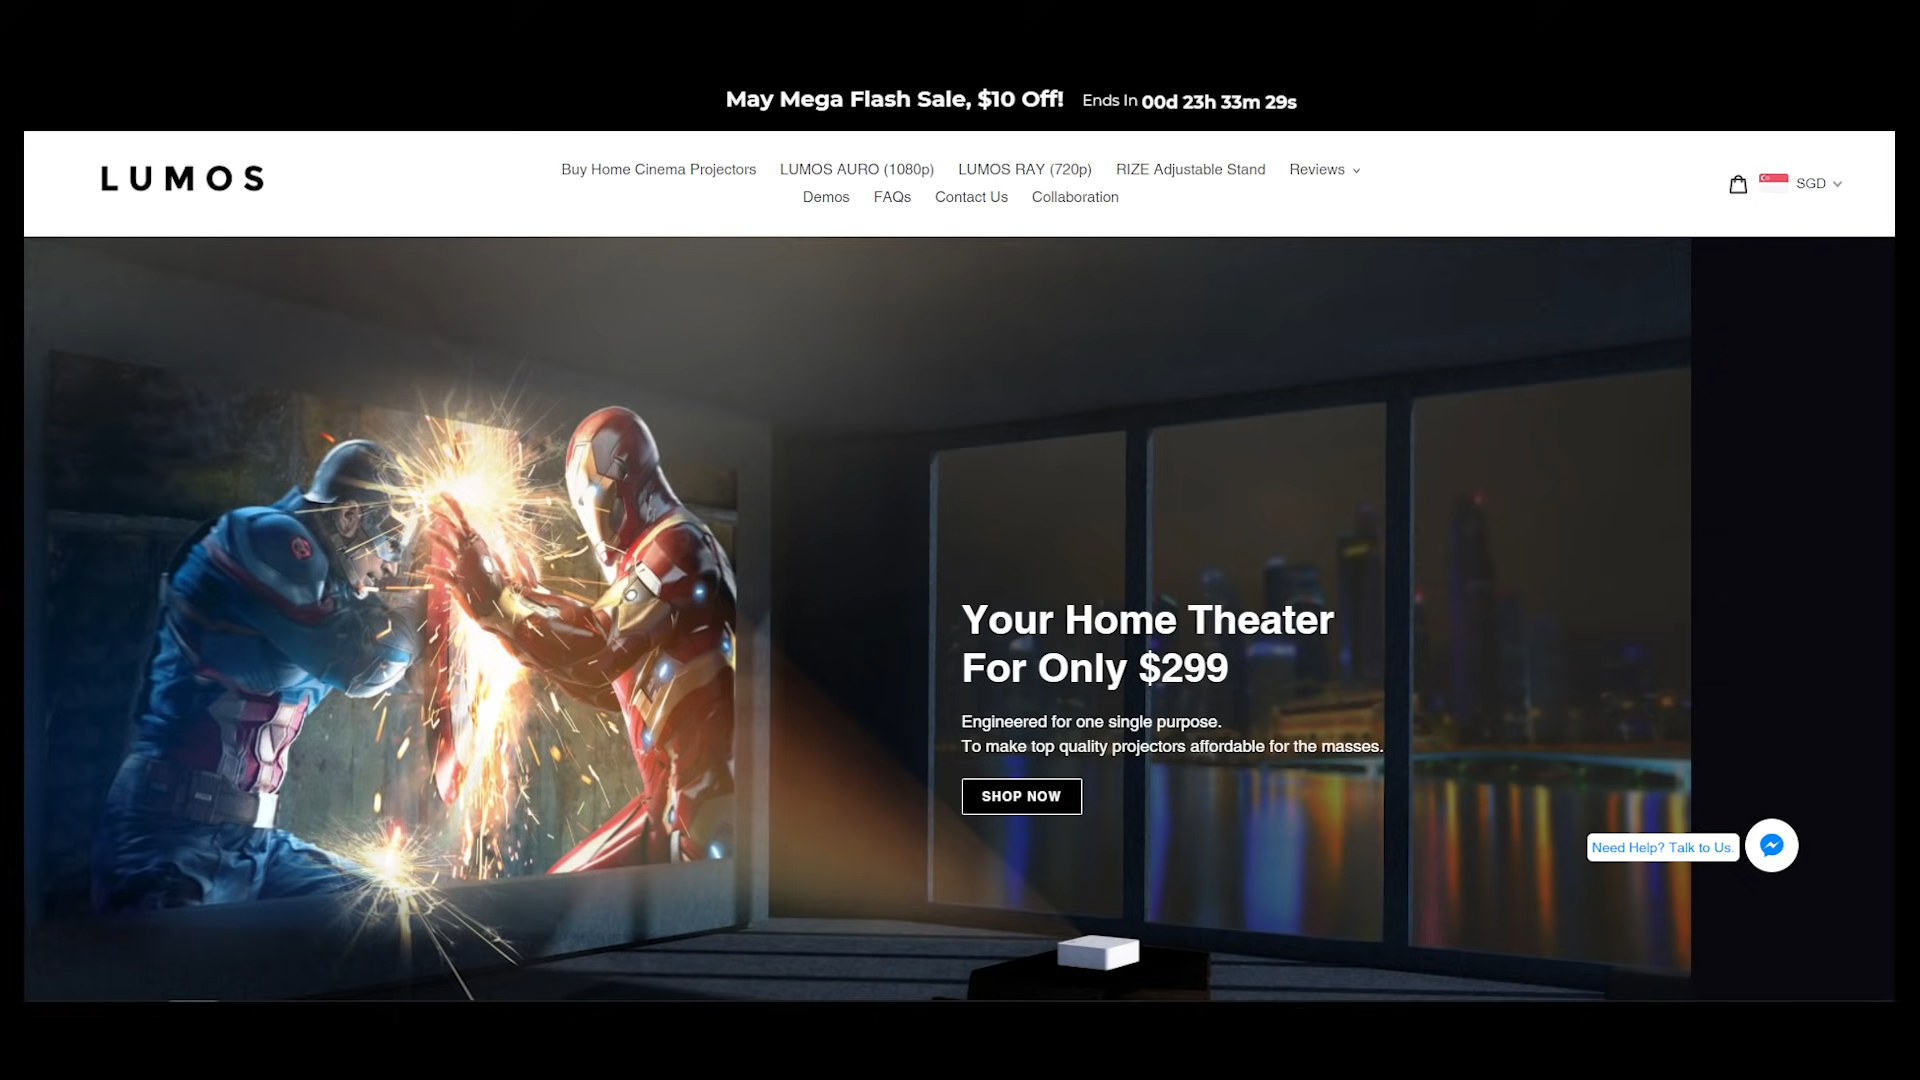 May Mega Flash Sale, $10 Off! Ends In 00d 23h 33m 29s
LUMOS
Buy Home Cinema Projectors LUMOS AURO (1080p) LUMOS RAY (720p) RIZE Adjustable Stand Reviews
Demos FAQs Contact Us Collaboration
SGD
Your Home Theater
For Only $299
Engineered for one single purpose.
To make top quality projectors affordable for the masses.
SHOP NOW
Need Help? Talk to Us.